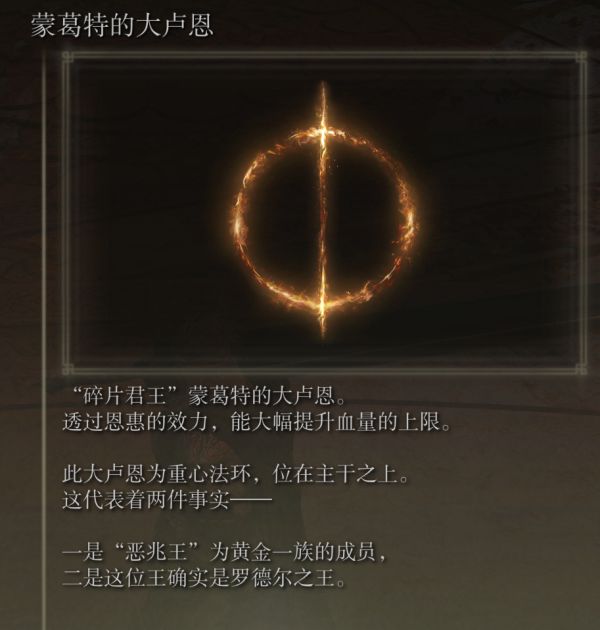 蒙葛特的大卢恩
“碎片君王”蒙葛特的大卢恩。
透过恩惠的效力，能大幅提升血量的上限。
此大卢恩为重心法环，位在主干之上。
这代表着两件事实——
一是“恶兆王”为黄金一族的成员，
二是这位王确实是罗德尔之王。